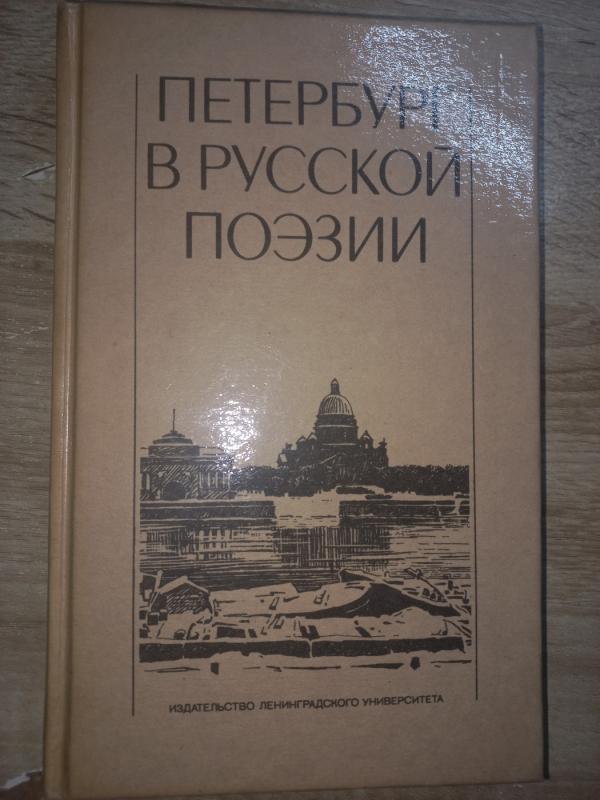 ПЕТЕРБУРГ
В РУССКОЙ
ПОЭЗИИ
ИЗДАТЕЛЬСТВО ЛЕНИНГРАДСКОГО УНИВЕРСИТЕТА